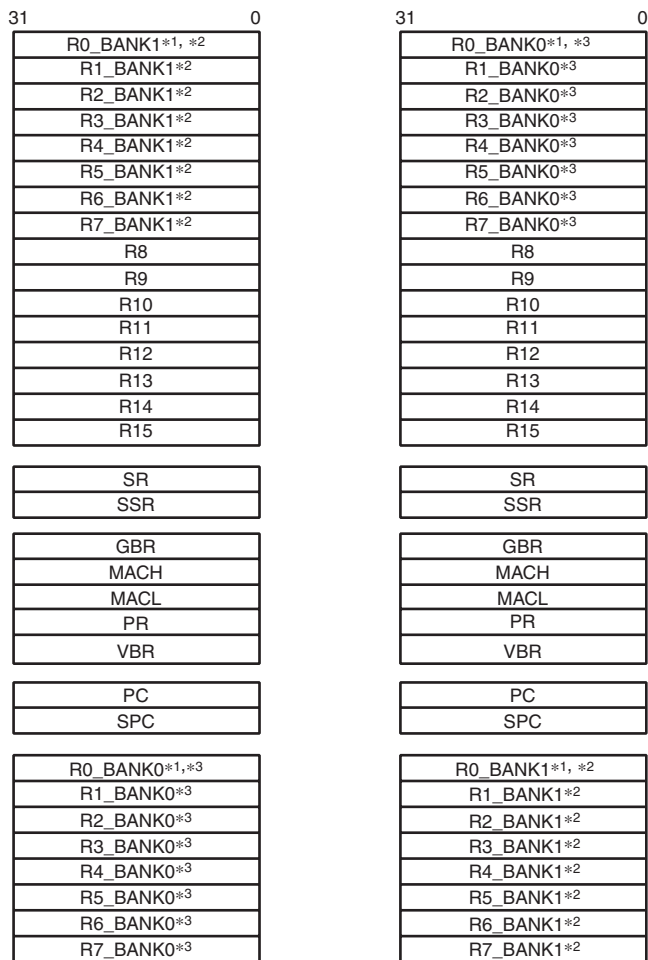 31 0
R0_BANK1*1, *2
R1_BANK1*2
R2_BANK1*2
R3_BANK1*2
R4_BANK1*2
R5_BANK1*2
R6_BANK1*2
R7_BANK1*2
R8
R9
R10
R11
R12
R13
R14
R15
SR
SSR
GBR
MACH
MACL
PR
VBR
PC
SPC
R0_BANK0*1,*3
R1_BANK0*3
R2_BANK0*3
R3_BANK0*3
R4_BANK0*3
R5_BANK0*3
R6_BANK0*3
R7_BANK0*3
31 0
R0_BANK0*1, *3
R1_BANK0*3
R2_BANK0*3
R3_BANK0*3
R4_BANK0*3
R5_BANK0*3
R6_BANK0*3
R7_BANK0*3
R8
R9
R10
R11
R12
R13
R14
R15
SR
SSR
GBR
MACH
MACL
PR
VBR
PC
SPC
R0_BANK1*1, *2
R1_BANK1*2
R2_BANK1*2
R3_BANK1*2
R4_BANK1*2
R5_BANK1*2
R6_BANK1*2
R7_BANK1*2